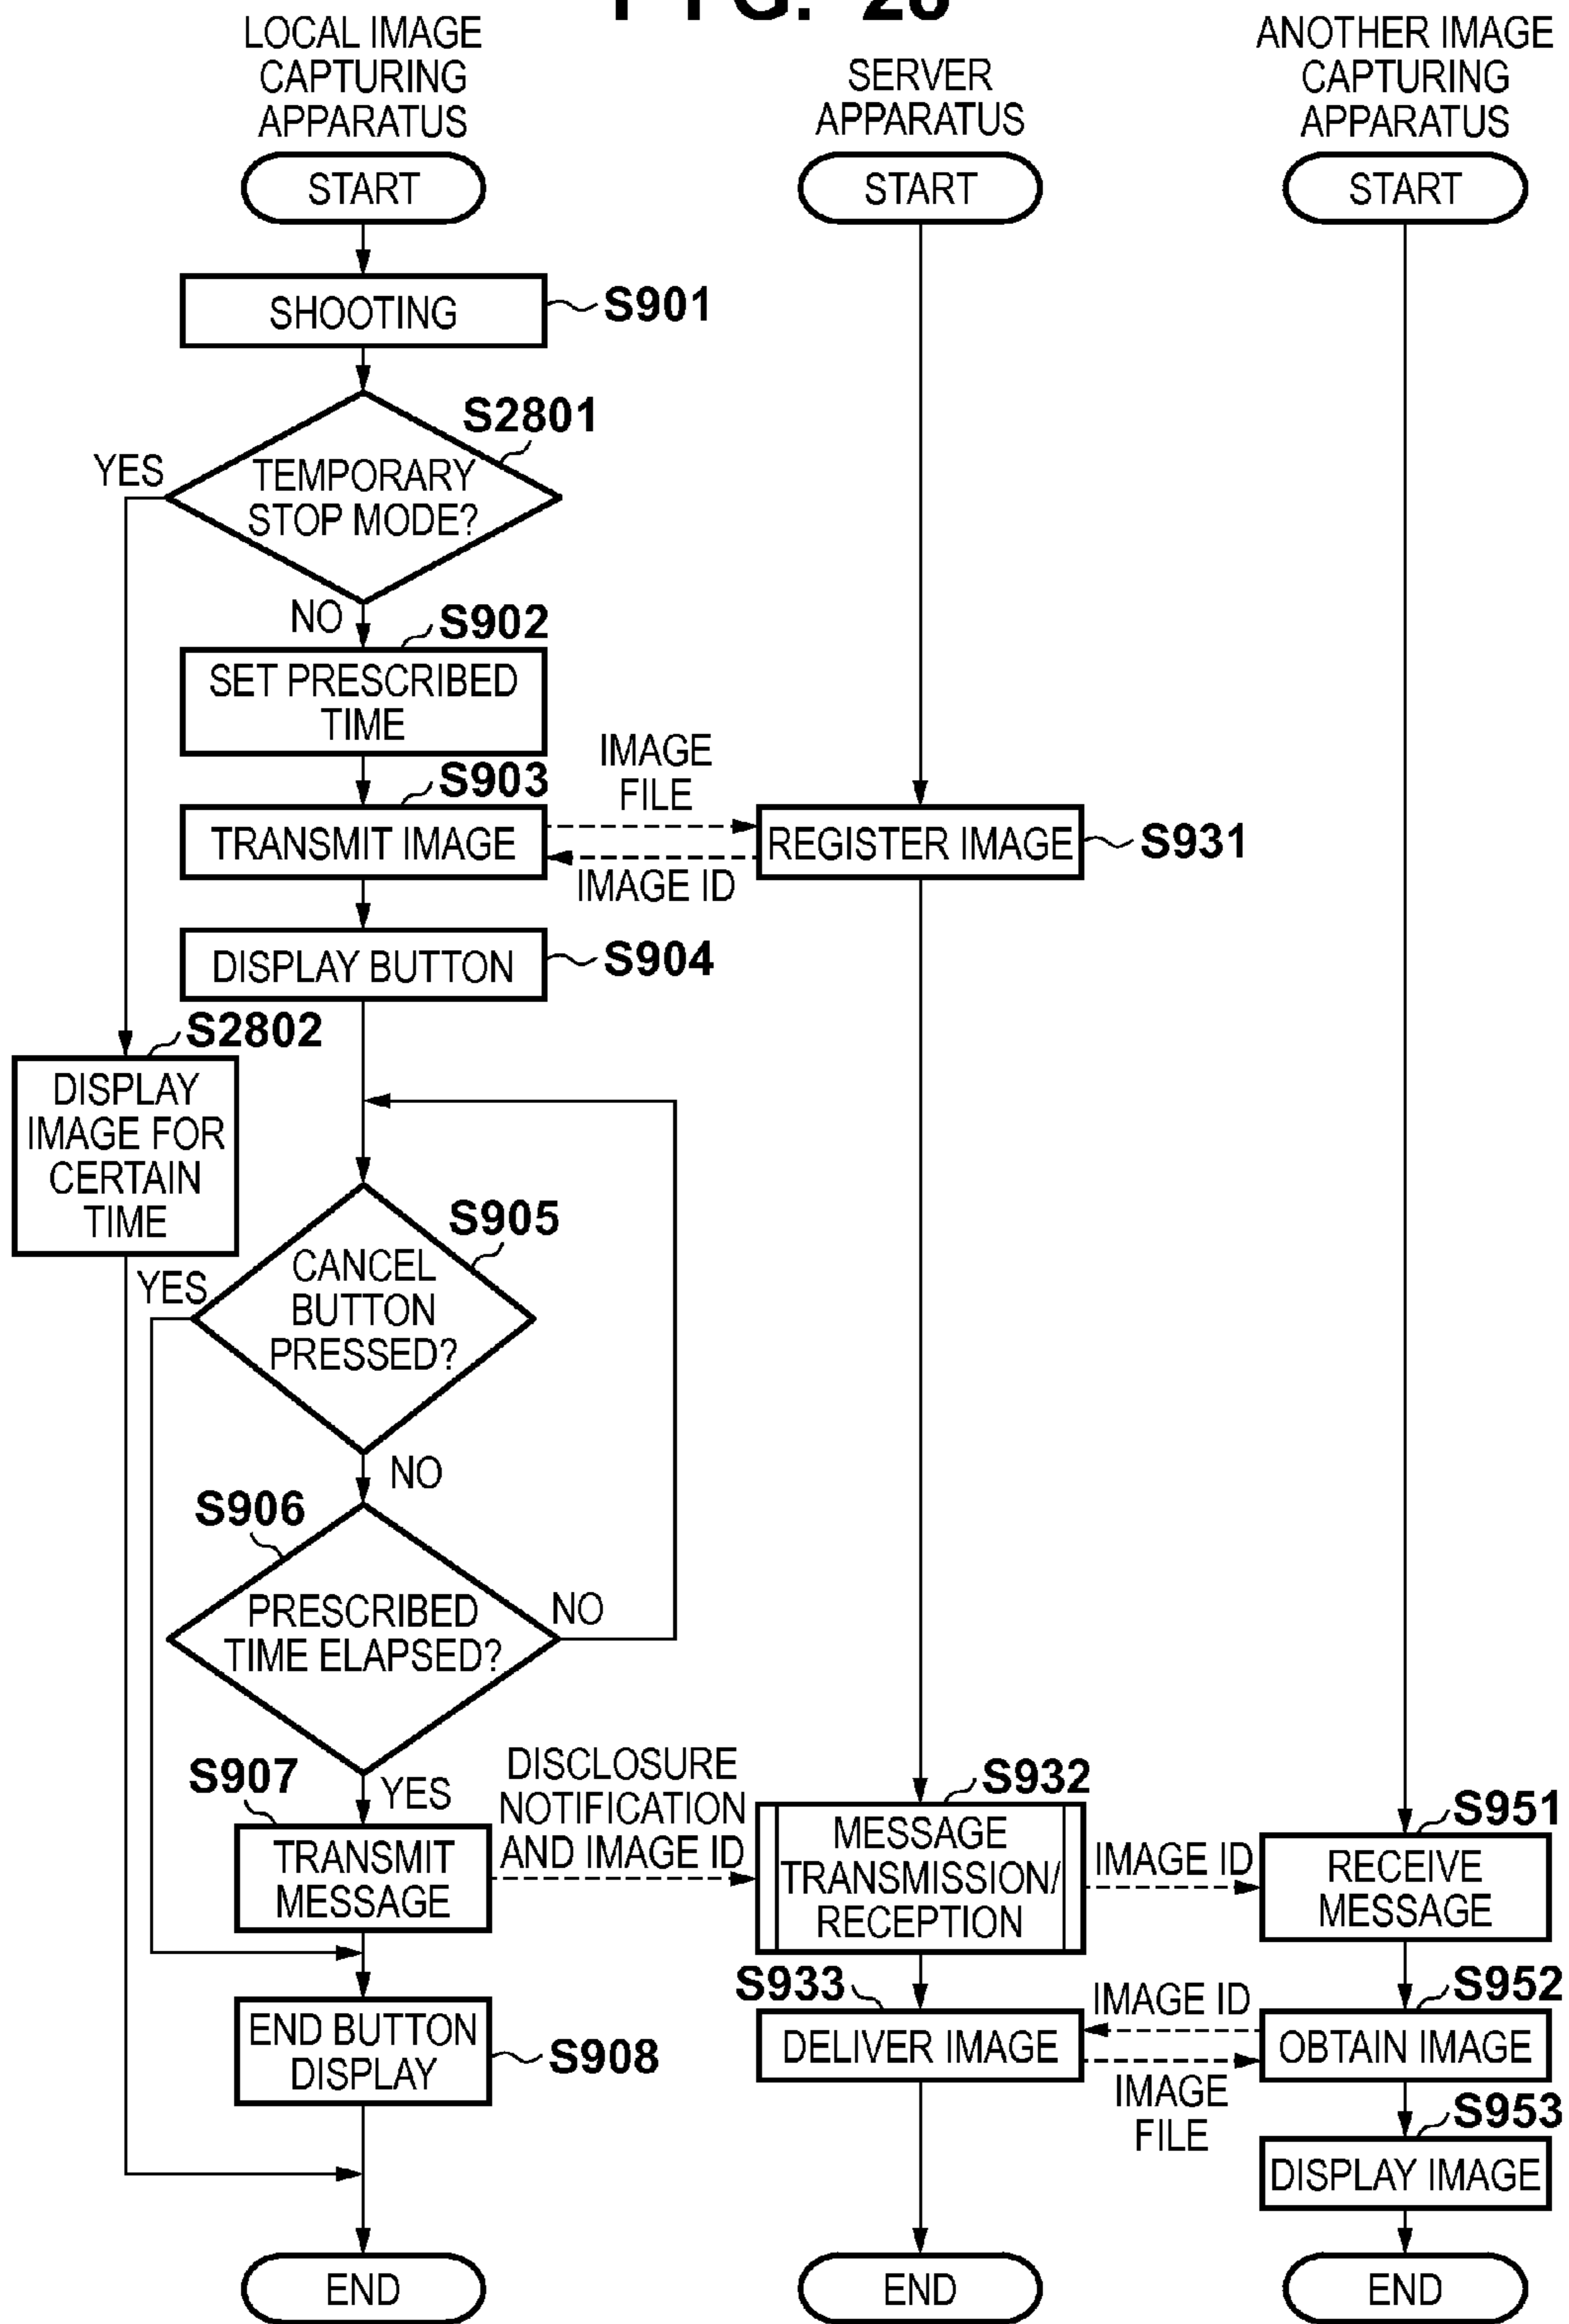 FIG. 28
LOCAL IMAGE
CAPTURING
APPARATUS
SERVER
APPARATUS
ANOTHER IMAGE
CAPTURING
APPARATUS
START
START
START
SHOOTING
S901
S2801
TEMPORARY
STOP MODE?
YES
NO
S902
SET PRESCRIBED
TIME
S903
IMAGE
FILE
TRANSMIT IMAGE
REGISTER IMAGE
S931
IMAGE ID
DISPLAY BUTTON
S904
S2802
DISPLAY
IMAGE FOR
CERTAIN
TIME
S905
CANCEL
BUTTON
PRESSED?
YES
NO
S906
PRESCRIBED
TIME ELAPSED?
NO
YES
S907
TRANSMIT
MESSAGE
DISCLOSURE
NOTIFICATION
AND IMAGE ID
S932
MESSAGE
TRANSMISSION/
RECEPTION
IMAGE ID
S951
RECEIVE
MESSAGE
END BUTTON
DISPLAY
S908
S933
DELIVER IMAGE
IMAGE ID
IMAGE
FILE
S952
OBTAIN IMAGE
S953
DISPLAY IMAGE
END
END
END